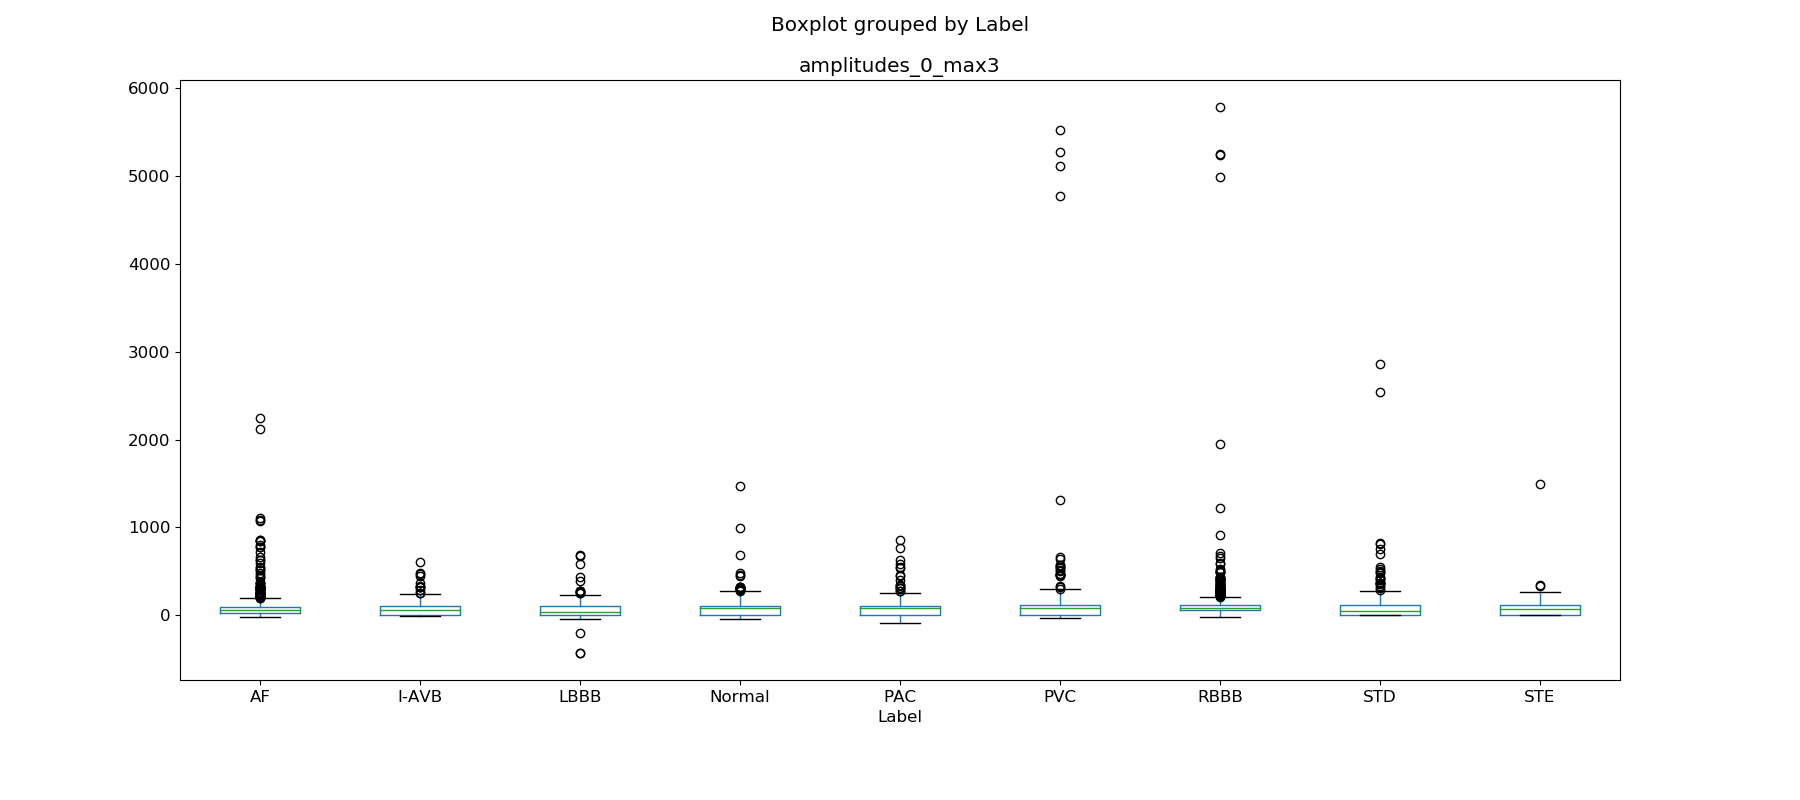 Boxplot grouped by Label
amplitudes_0_max3
6000
5000
4000
3000
2000
1000
0
AF I-AVB LBBB Normal PAC PVC RBBB STD STE
Label